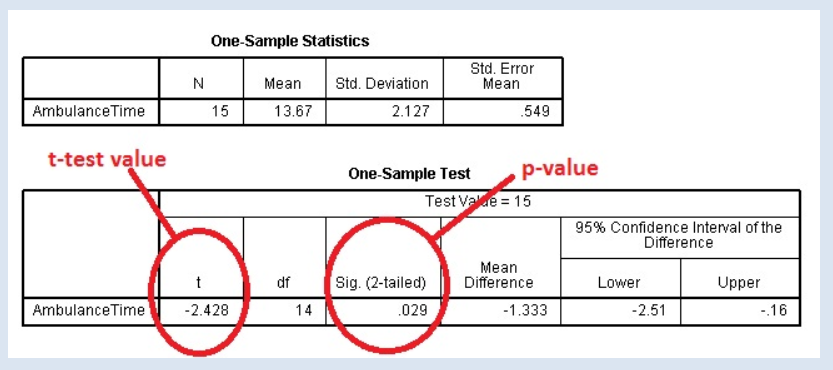 One-Sample Statistics
N Mean Std. Deviation Std. Error Mean
AmbulanceTime 15 13.67 2.127 .549
t-test value
One-Sample Test
p-value
Test Value = 15
t df Sig. (2-tailed) Mean Difference 95% Confidence Interval of the Difference
Lower Upper
AmbulanceTime -2.428 14 .029 -1.333 -2.51 -.16